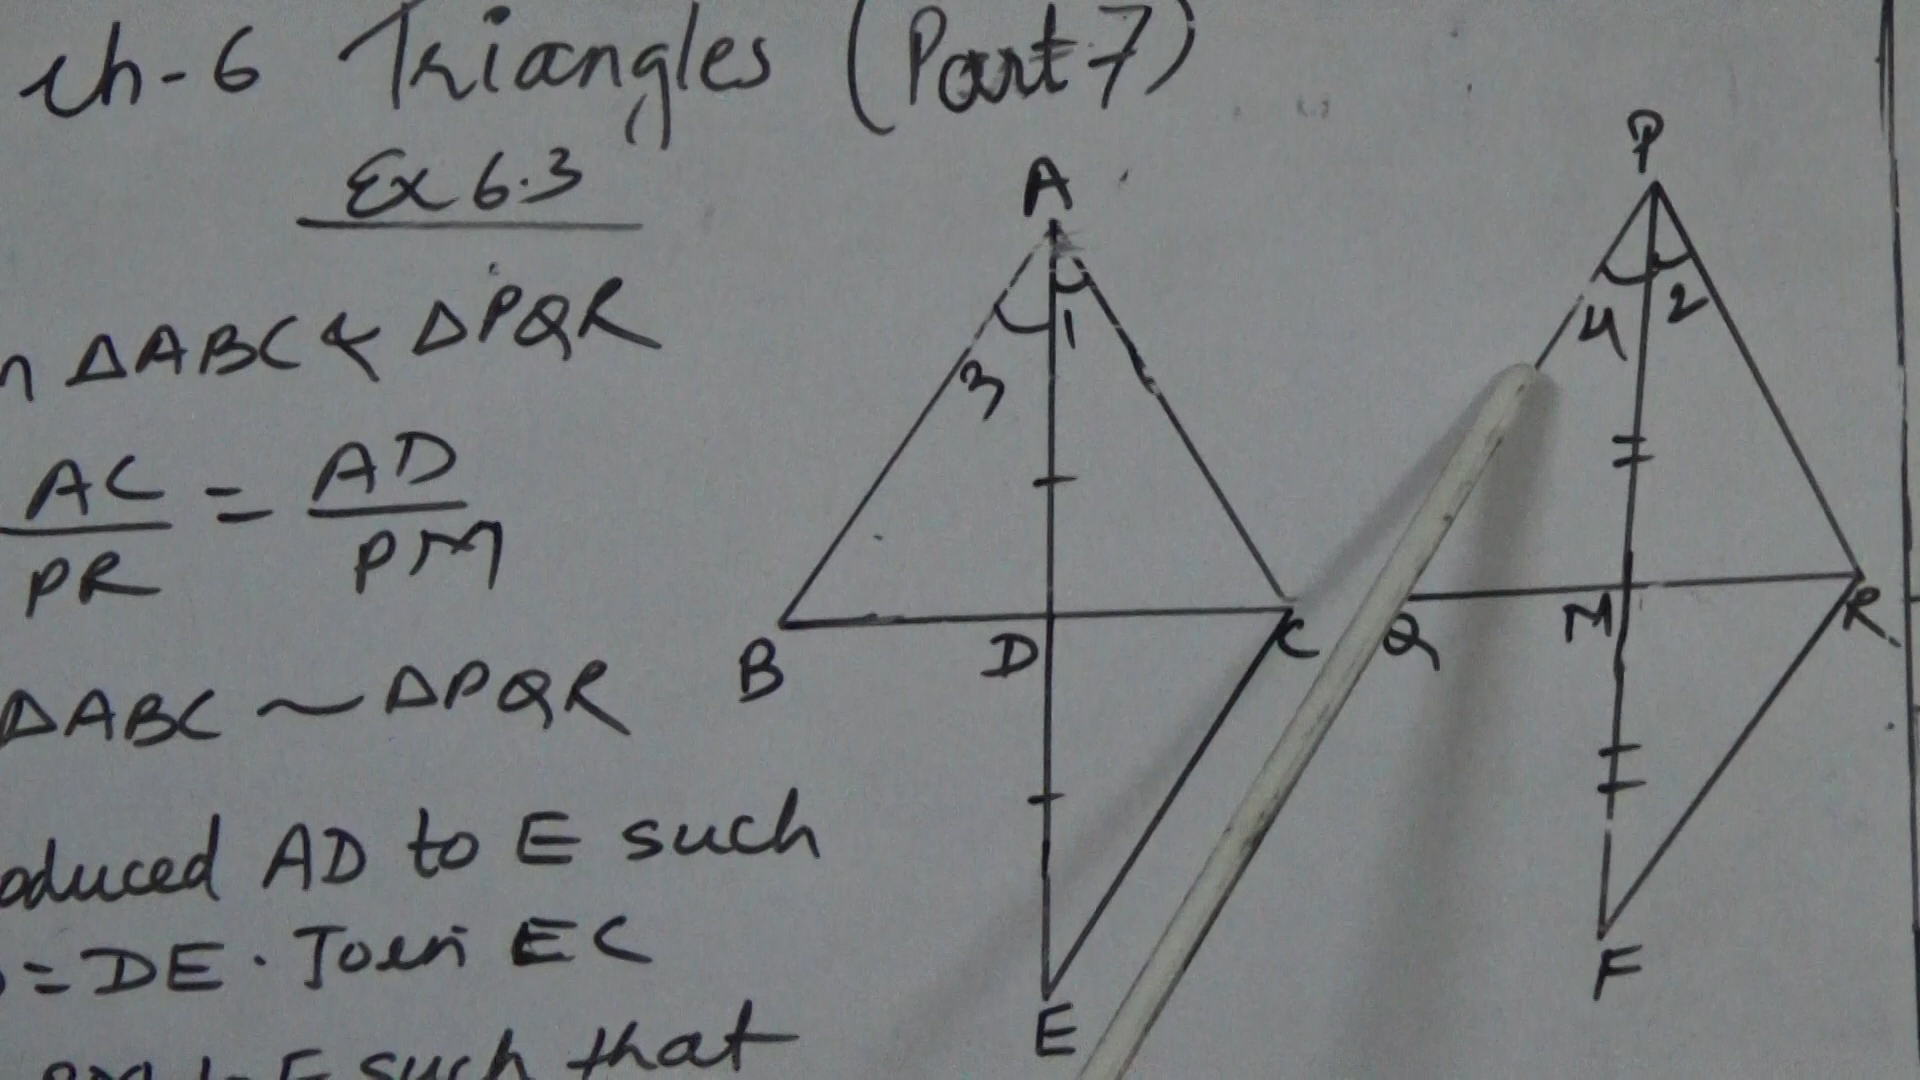 Ch-6 Triangles (Part 7)
Ex 6.3
n ΔABC & ΔPQR
AC = AD
PR PM
ΔABC ~ ΔPQR
oduced AD to E such
= DE. Join EC
F such that
A
1
3
B
D
C
E
P
4
2
Q
M
R
F